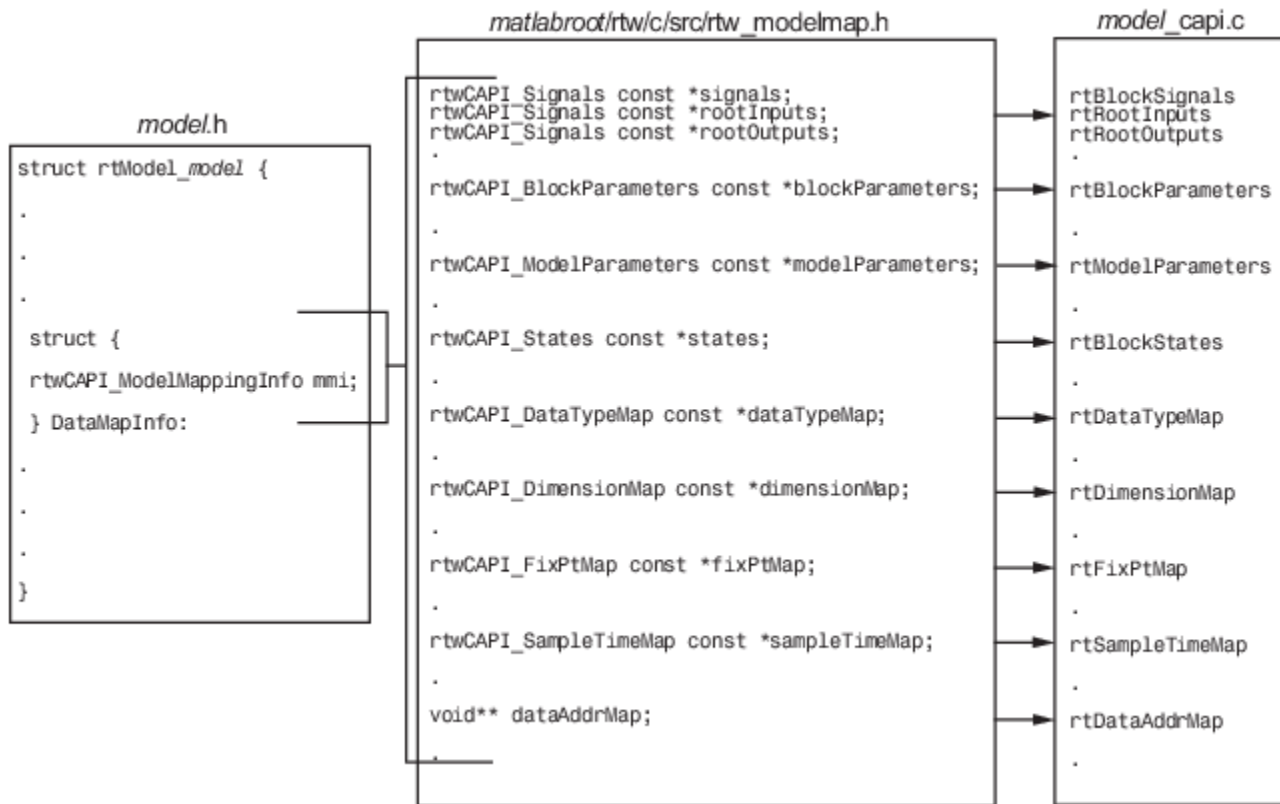 matlabroot/rtw/c/src/rtw_modelmap.h
model_capi.c
model.h
struct rtModel_model {
.
.
.
struct {
rtwCAPI_ModelMappingInfo mmi;
} DataMapInfo:
.
.
.
}
rtwCAPI_Signals const *signals;
rtwCAPI_Signals const *rootInputs;
rtwCAPI_Signals const *rootOutputs;
.
rtwCAPI_BlockParameters const *blockParameters;
.
rtwCAPI_ModelParameters const *modelParameters;
.
rtwCAPI_States const *states;
.
rtwCAPI_DataTypeMap const *dataTypeMap;
.
rtwCAPI_DimensionMap const *dimensionMap;
.
rtwCAPI_FixPtMap const *fixPtMap;
.
rtwCAPI_SampleTimeMap const *sampleTimeMap;
.
void** dataAddrMap;
.
rtBlockSignals
rtRootInputs
rtRootOutputs
.
rtBlockParameters
.
rtModelParameters
.
rtBlockStates
.
rtDataTypeMap
.
rtDimensionMap
.
rtFixPtMap
.
rtSampleTimeMap
.
rtDataAddrMap
.